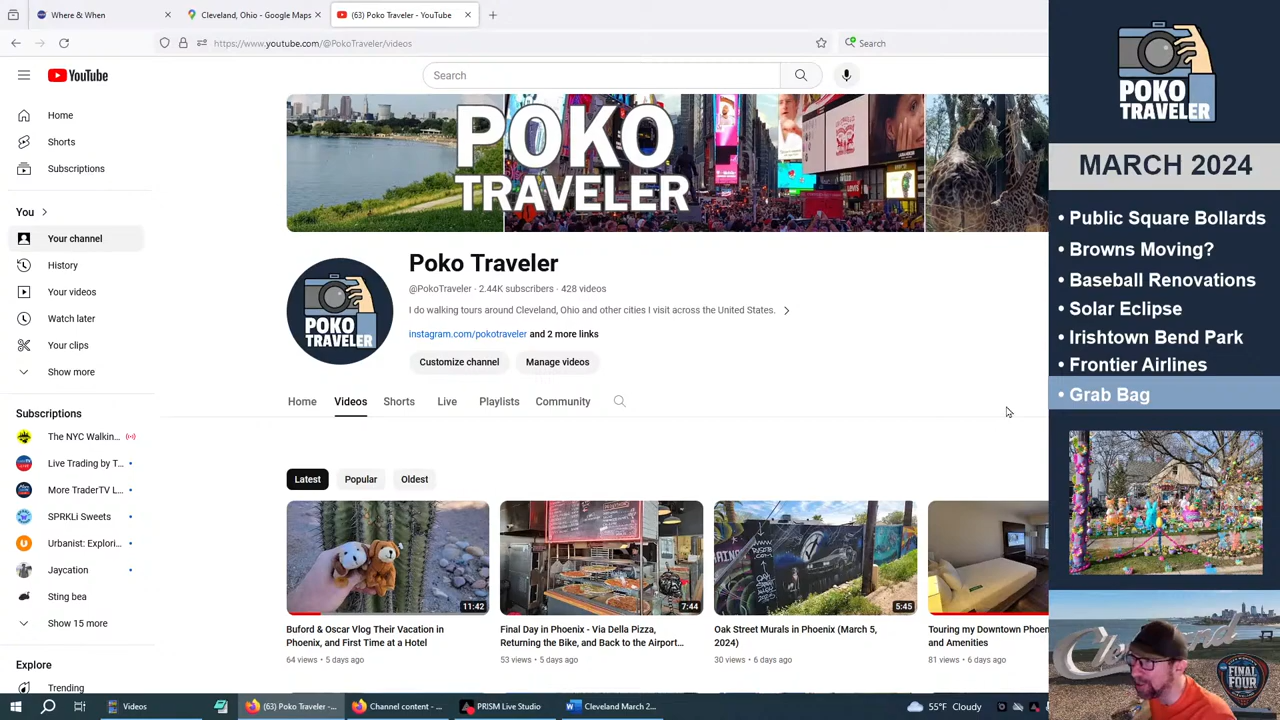 Where & When
Cleveland, Ohio - Google Maps
(63) Poko Traveler - YouTube
https://www.youtube.com/@PokoTraveler/videos
Search
YouTube
Search
Home
Shorts
Subscriptions
You
Your channel
History
Your videos
Watch later
Your clips
Show more
Subscriptions
The NYC Walkin...
Live Trading by T...
More TraderTV L...
SPRKLi Sweets
Urbanist: Explori...
Jaycation
Sting bea
Show 15 more
Explore
Trending
POKO
TRAVELER
POKO
TRAVELER
Poko Traveler
@PokoTraveler · 2.44K subscribers · 428 videos
I do walking tours around Cleveland, Ohio and other cities I visit across the United States.
instagram.com/pokotraveler and 2 more links
Customize channel
Manage videos
Home
Videos
Shorts
Live
Playlists
Community
Latest
Popular
Oldest
11:42
Buford & Oscar Vlog Their Vacation in
Phoenix, and First Time at a Hotel
64 views • 5 days ago
7:44
Final Day in Phoenix - Via Della Pizza,
Returning the Bike, and Back to the Airport...
53 views • 5 days ago
5:45
Oak Street Murals in Phoenix (March 5,
2024)
30 views • 6 days ago
Touring my Downtown Phoen
and Amenities
81 views • 6 days ago
POKO
TRAVELER
MARCH 2024
• Public Square Bollards
• Browns Moving?
• Baseball Renovations
• Solar Eclipse
• Irishtown Bend Park
• Frontier Airlines
• Grab Bag
FINAL
FOUR
Videos
(63) Poko Traveler -...
Channel content -...
PRISM Live Studio
Cleveland March 2...
55°F Cloudy